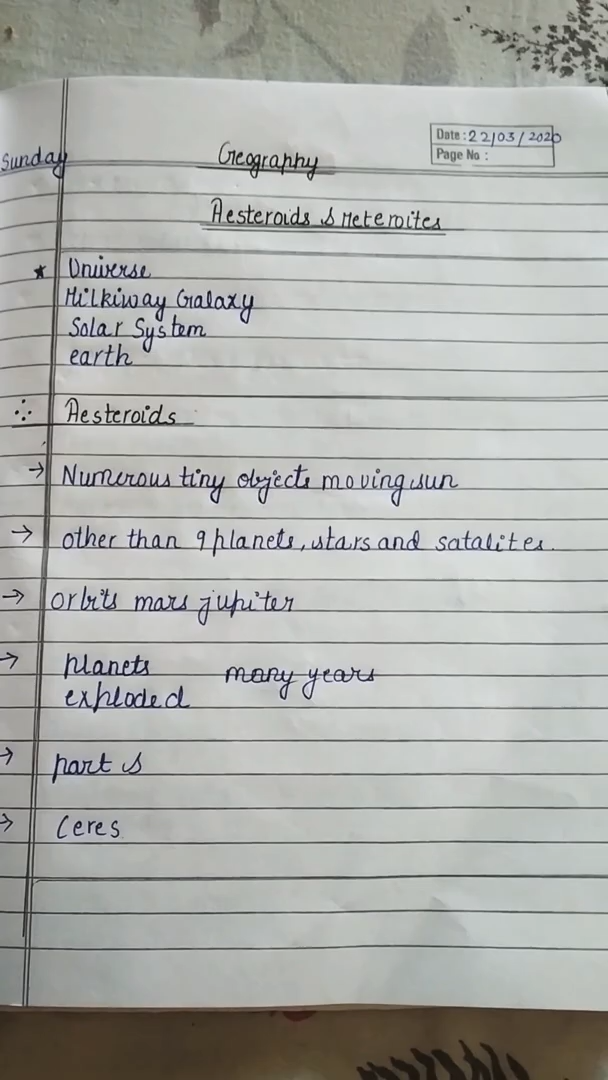 Date : 22/03/2020
Page No :
Sunday
Geography
Aesteroids & Meteroites
* Universe
Milkiway Galaxy
Solar System
earth
∴ Aesteroids
→ Numerous tiny objects moving sun
→ other than 9 planets, stars and satalites.
→ orbits mars jupiter
→ planets many years
exploded
→ part s
→ Ceres